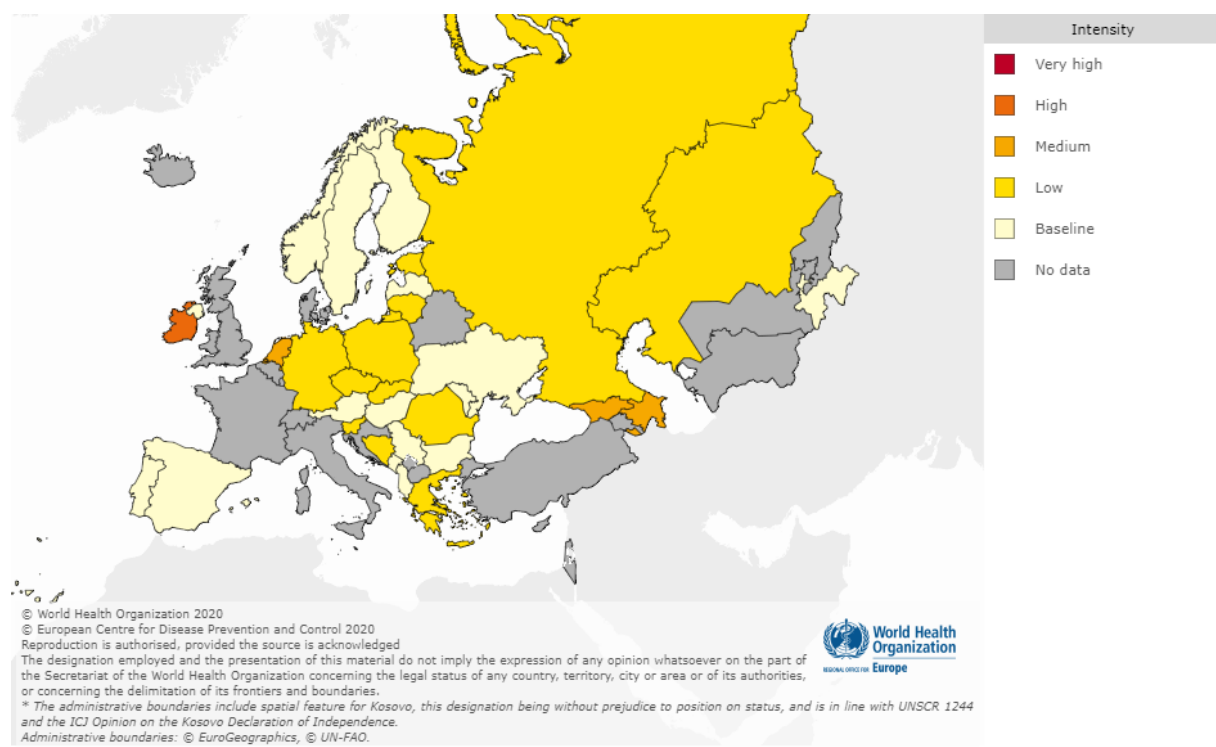 Intensity
Very high
High
Medium
Low
Baseline
No data
© World Health Organization 2020
© European Centre for Disease Prevention and Control 2020
Reproduction is authorised, provided the source is acknowledged
The designation employed and the presentation of this material do not imply the expression of any opinion whatsoever on the part of
the Secretariat of the World Health Organization concerning the legal status of any country, territory, city or area or of its authorities,
or concerning the delimitation of its frontiers and boundaries.
* The administrative boundaries include spatial feature for Kosovo, this designation being without prejudice to position on status, and is in line with UNSCR 1244
and the ICJ Opinion on the Kosovo Declaration of Independence.
Administrative boundaries: © EuroGeographics, © UN-FAO.
World Health
Organization
REGIONAL OFFICE FOR Europe